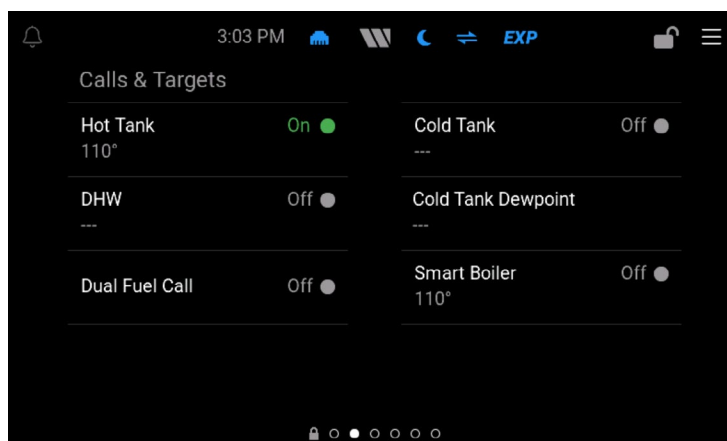 3:03 PM EXP
Calls & Targets
Hot Tank On
110°
Cold Tank Off
---
DHW Off
---
Cold Tank Dewpoint
---
Dual Fuel Call Off
Smart Boiler Off
110°